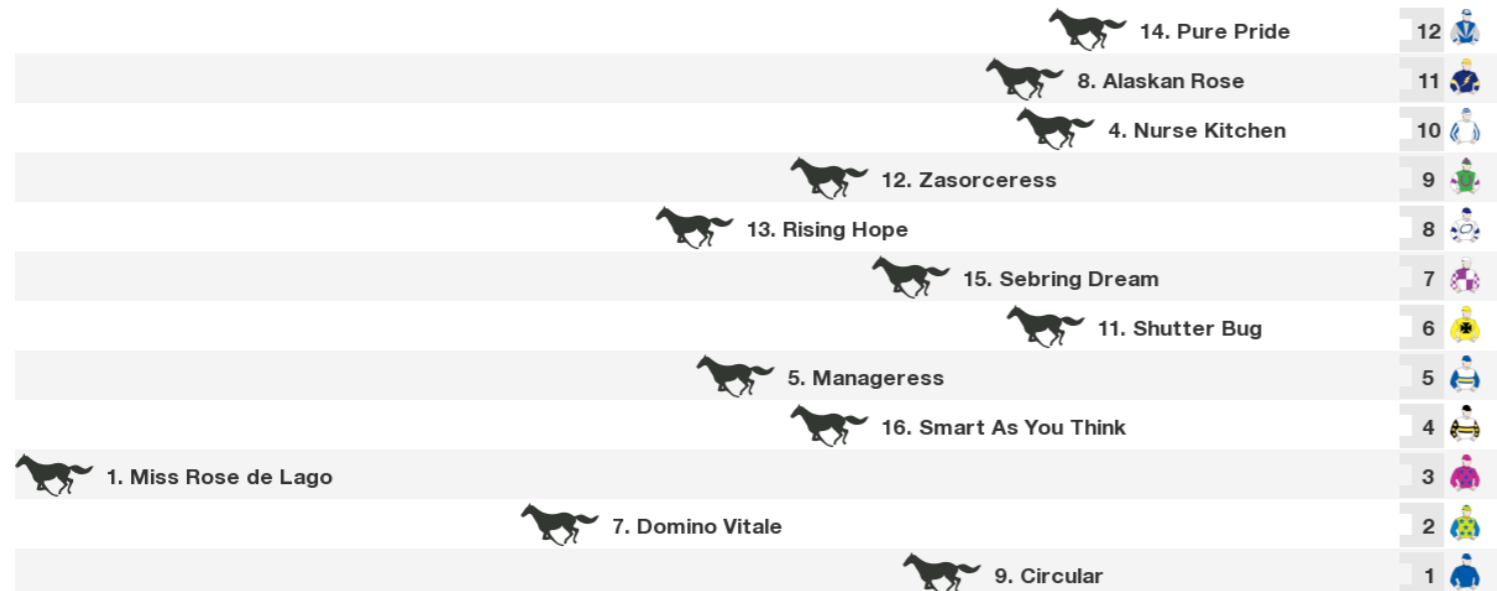 14. Pure Pride 12
8. Alaskan Rose 11
4. Nurse Kitchen 10
12. Zasorceress 9
13. Rising Hope 8
15. Sebring Dream 7
11. Shutter Bug 6
5. Manageress 5
16. Smart As You Think 4
1. Miss Rose de Lago 3
7. Domino Vitale 2
9. Circular 1